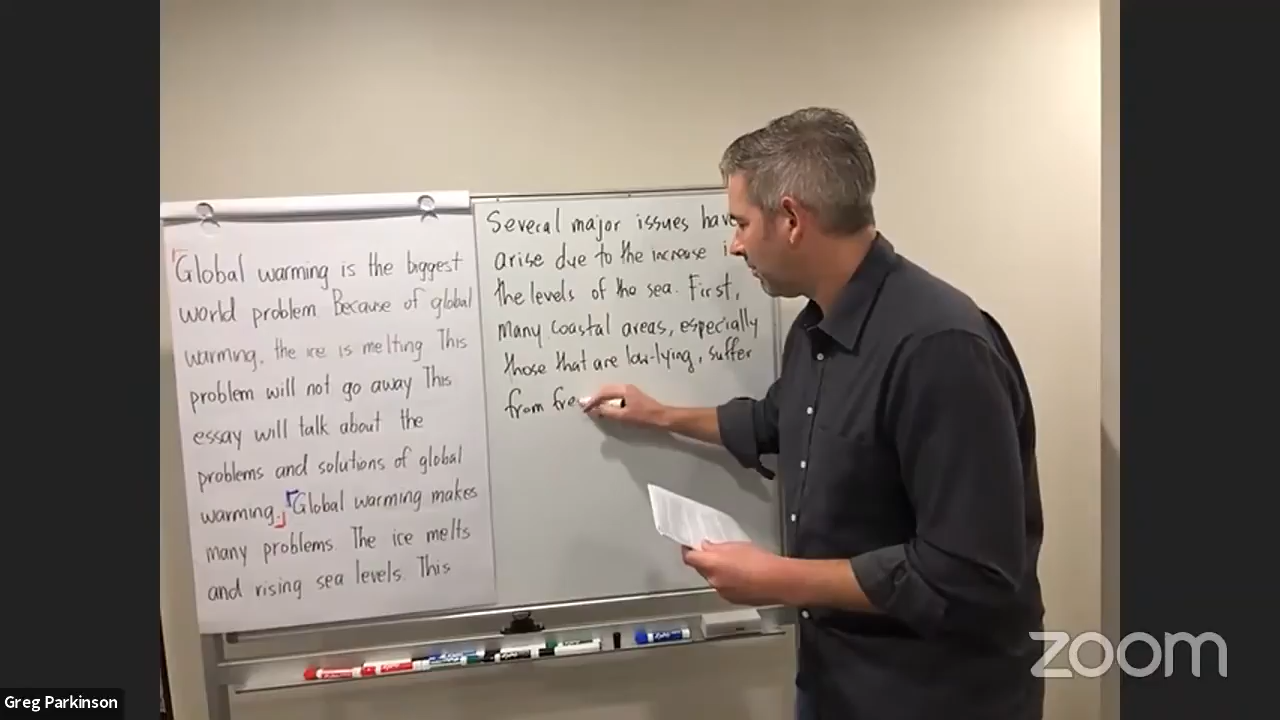 Global warming is the biggest
world problem Because of global
warming, the ice is melting This
problem will not go away This
essay will talk about the
problems and solutions of global
warming. Global warming makes
many problems. The ice melts
and rising sea levels. This
Several major issues have
arise due to the increase i
the levels of the sea. First,
many coastal areas, especially
those that are low-lying, suffer
from fre
zoom
Greg Parkinson